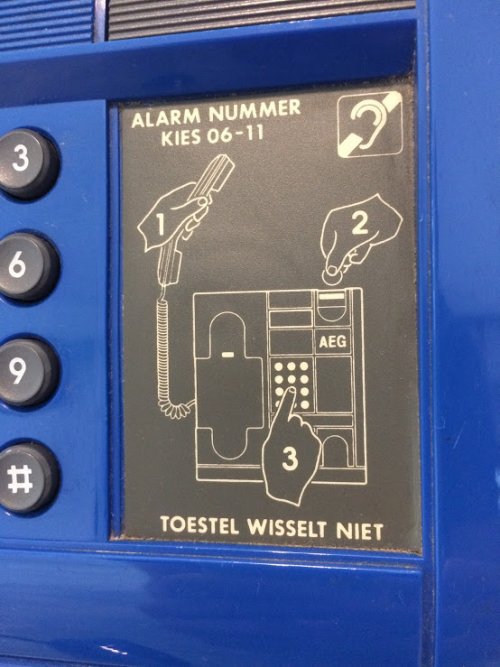 ALARM NUMMER
KIES 06-11
3
1
2
6
AEG
9
3
#
TOESTEL WISSELT NIET